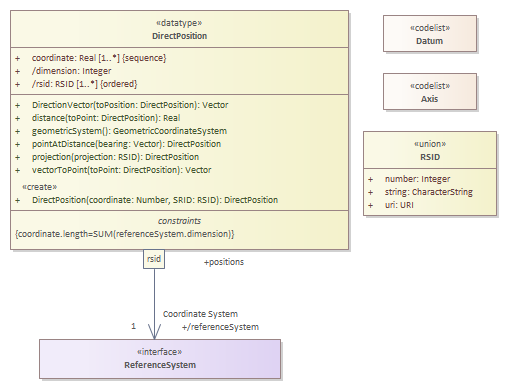 «datatype»
DirectPosition
+ coordinate: Real [1..*] {sequence}
+ /dimension: Integer
+ /rsid: RSID [1..*] {ordered}
+ DirectionVector(toPosition: DirectPosition): Vector
+ distance(toPoint: DirectPosition): Real
+ geometricSystem(): GeometricCoordinateSystem
+ pointAtDistance(bearing: Vector): DirectPosition
+ projection(projection: RSID): DirectPosition
+ vectorToPoint(toPoint: DirectPosition): Vector
«create»
+ DirectPosition(coordinate: Number, SRID: RSID): DirectPosition
constraints
{coordinate.length=SUM(referenceSystem.dimension)}
«codelist»
Datum
«codelist»
Axis
«union»
RSID
+ number: Integer
+ string: CharacterString
+ uri: URI
rsid
+positions
Coordinate System
1
+/referenceSystem
«interface»
ReferenceSystem